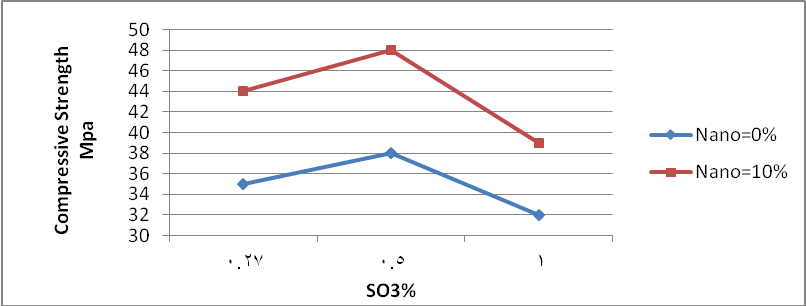 50
48
46
44
42
40
38
36
34
32
30
Compressive Strength
Mpa
٠.٢٧
٠.٥
١
SO3%
Nano=0%
Nano=10%